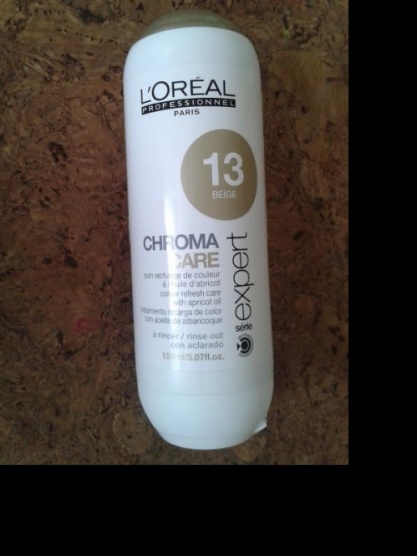 L'ORÉAL
PROFESSIONNEL
PARIS
13
BEIGE
CHROMA
CARE
soin recharge de couleur
à l'huile d'abricot
colour refresh care
with apricot oil
tratamiento recarga de color
con aceite de albaricoque
à rincer / rinse out
con aclarado
150ml/5.07fl.oz.
série expert